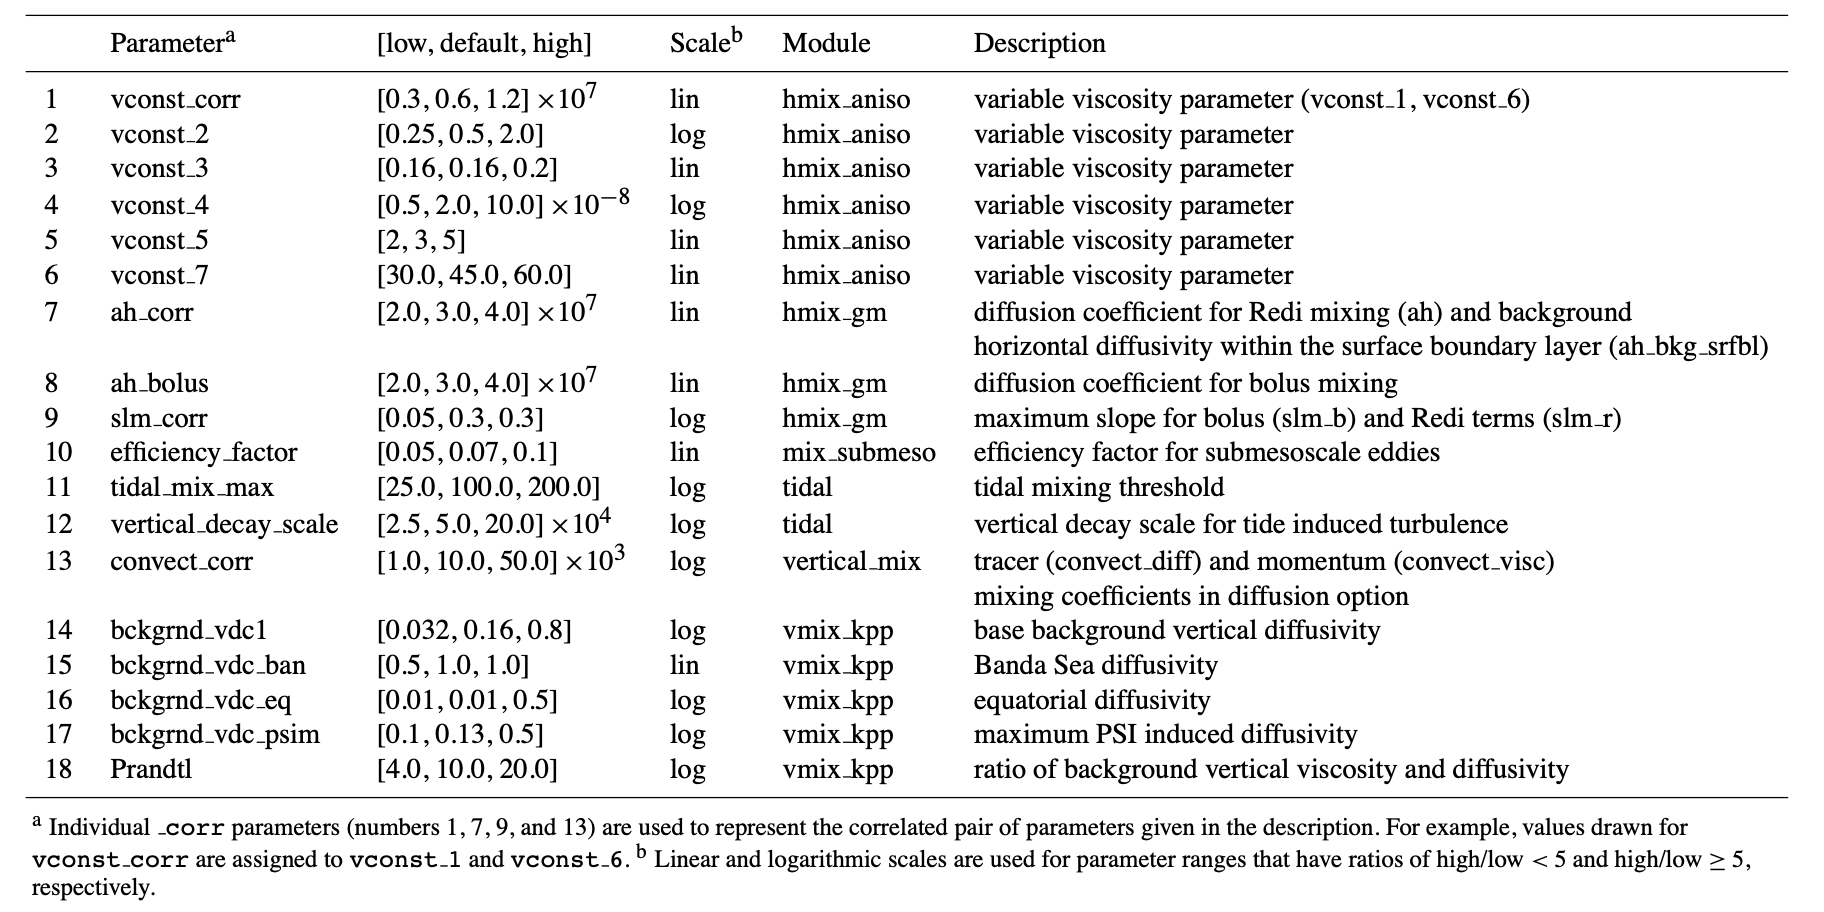 Parameter^a [low, default, high] Scale^b Module Description
1 vconst_corr [0.3, 0.6, 1.2] ×10^7 lin hmix_aniso variable viscosity parameter (vconst_1, vconst_6)
2 vconst_2 [0.25, 0.5, 2.0] log hmix_aniso variable viscosity parameter
3 vconst_3 [0.16, 0.16, 0.2] lin hmix_aniso variable viscosity parameter
4 vconst_4 [0.5, 2.0, 10.0] ×10^−8 log hmix_aniso variable viscosity parameter
5 vconst_5 [2, 3, 5] lin hmix_aniso variable viscosity parameter
6 vconst_7 [30.0, 45.0, 60.0] lin hmix_aniso variable viscosity parameter
7 ah_corr [2.0, 3.0, 4.0] ×10^7 lin hmix_gm diffusion coefficient for Redi mixing (ah) and background
horizontal diffusivity within the surface boundary layer (ah_bkg_srfbl)
8 ah_bolus [2.0, 3.0, 4.0] ×10^7 lin hmix_gm diffusion coefficient for bolus mixing
9 slm_corr [0.05, 0.3, 0.3] log hmix_gm maximum slope for bolus (slm_b) and Redi terms (slm_r)
10 efficiency_factor [0.05, 0.07, 0.1] lin mix_submeso efficiency factor for submesoscale eddies
11 tidal_mix_max [25.0, 100.0, 200.0] log tidal tidal mixing threshold
12 vertical_decay_scale [2.5, 5.0, 20.0] ×10^4 log tidal vertical decay scale for tide induced turbulence
13 convect_corr [1.0, 10.0, 50.0] ×10^3 log vertical_mix tracer (convect_diff) and momentum (convect_visc)
mixing coefficients in diffusion option
14 bckgrnd_vdc1 [0.032, 0.16, 0.8] log vmix_kpp base background vertical diffusivity
15 bckgrnd_vdc_ban [0.5, 1.0, 1.0] lin vmix_kpp Banda Sea diffusivity
16 bckgrnd_vdc_eq [0.01, 0.01, 0.5] log vmix_kpp equatorial diffusivity
17 bckgrnd_vdc_psim [0.1, 0.13, 0.5] log vmix_kpp maximum PSI induced diffusivity
18 Prandtl [4.0, 10.0, 20.0] log vmix_kpp ratio of background vertical viscosity and diffusivity
^a Individual _corr parameters (numbers 1, 7, 9, and 13) are used to represent the correlated pair of parameters given in the description. For example, values drawn for
vconst_corr are assigned to vconst_1 and vconst_6. ^b Linear and logarithmic scales are used for parameter ranges that have ratios of high/low < 5 and high/low ≥ 5,
respectively.